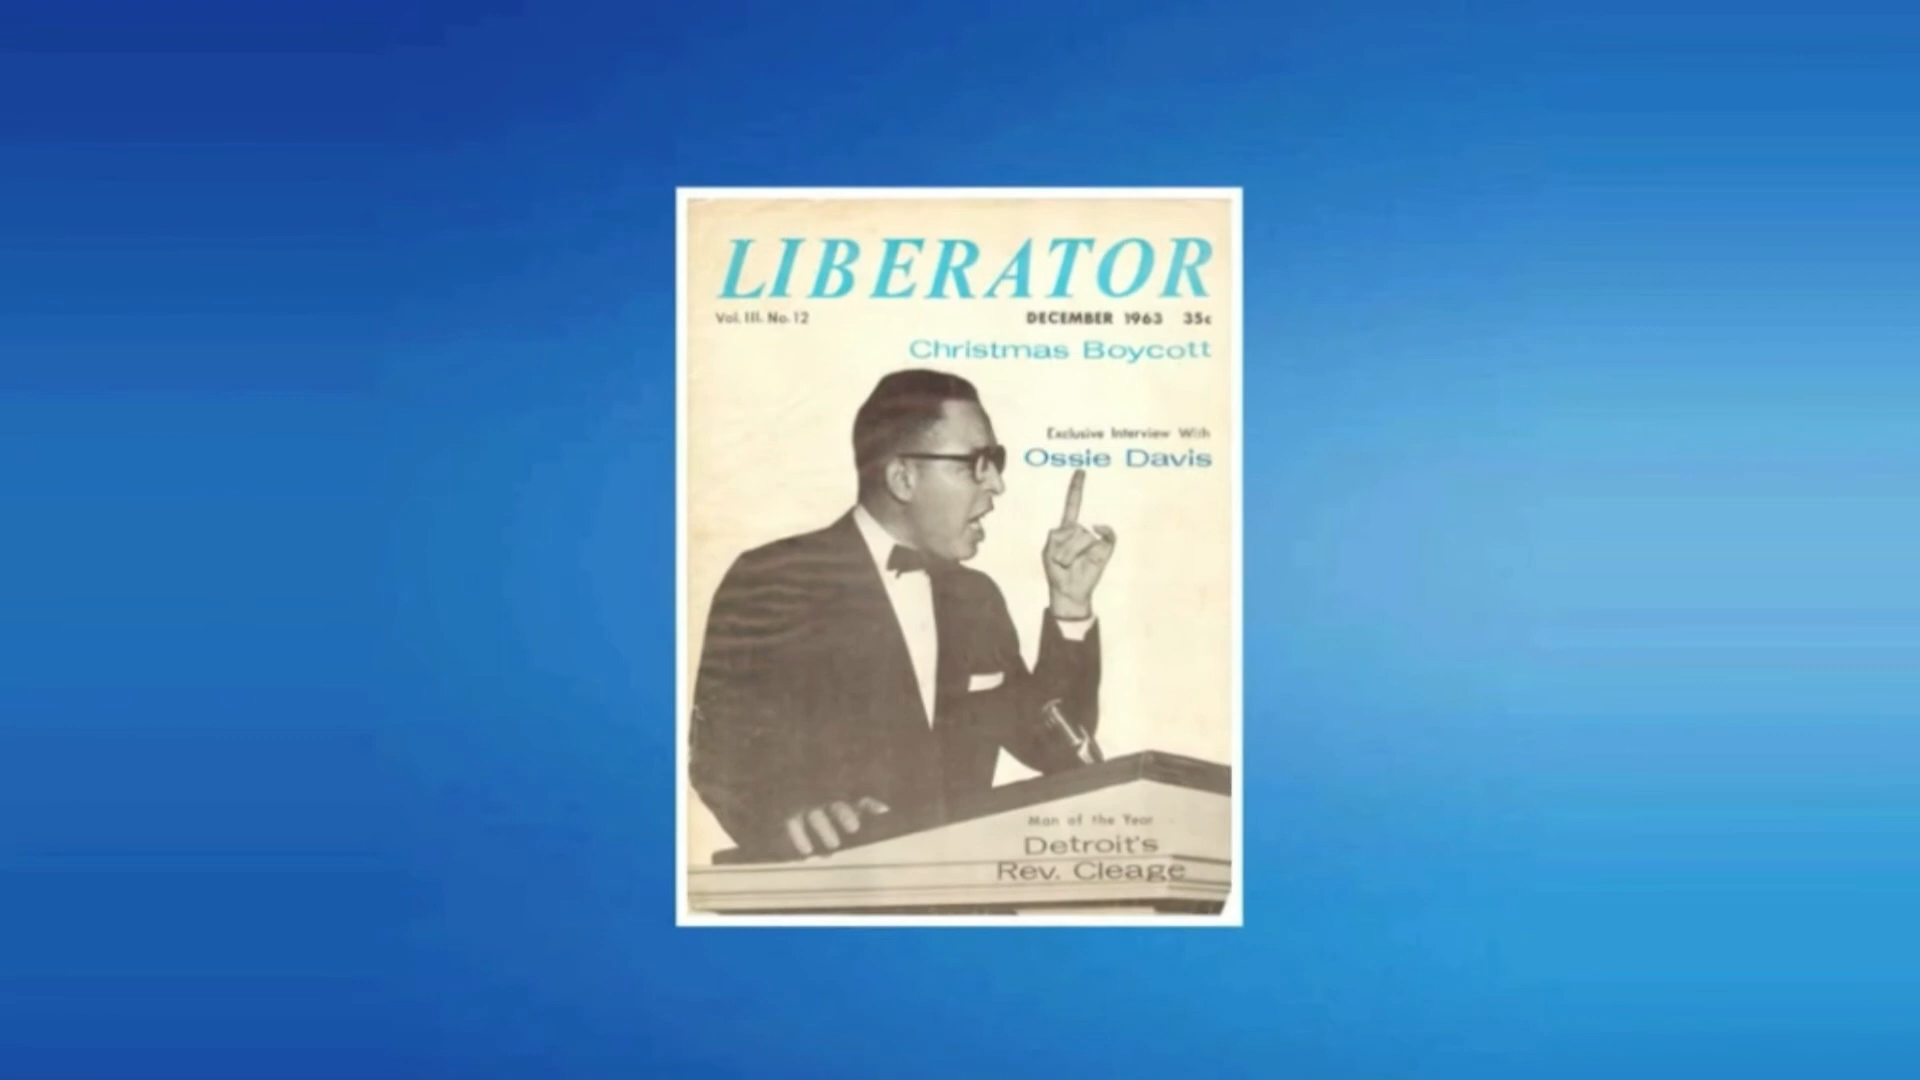 LIBERATOR
Vol. III. No. 12 DECEMBER 1963 35¢
Christmas Boycott
Exclusive Interview With
Ossie Davis
Man of the Year
Detroit's
Rev. Cleage